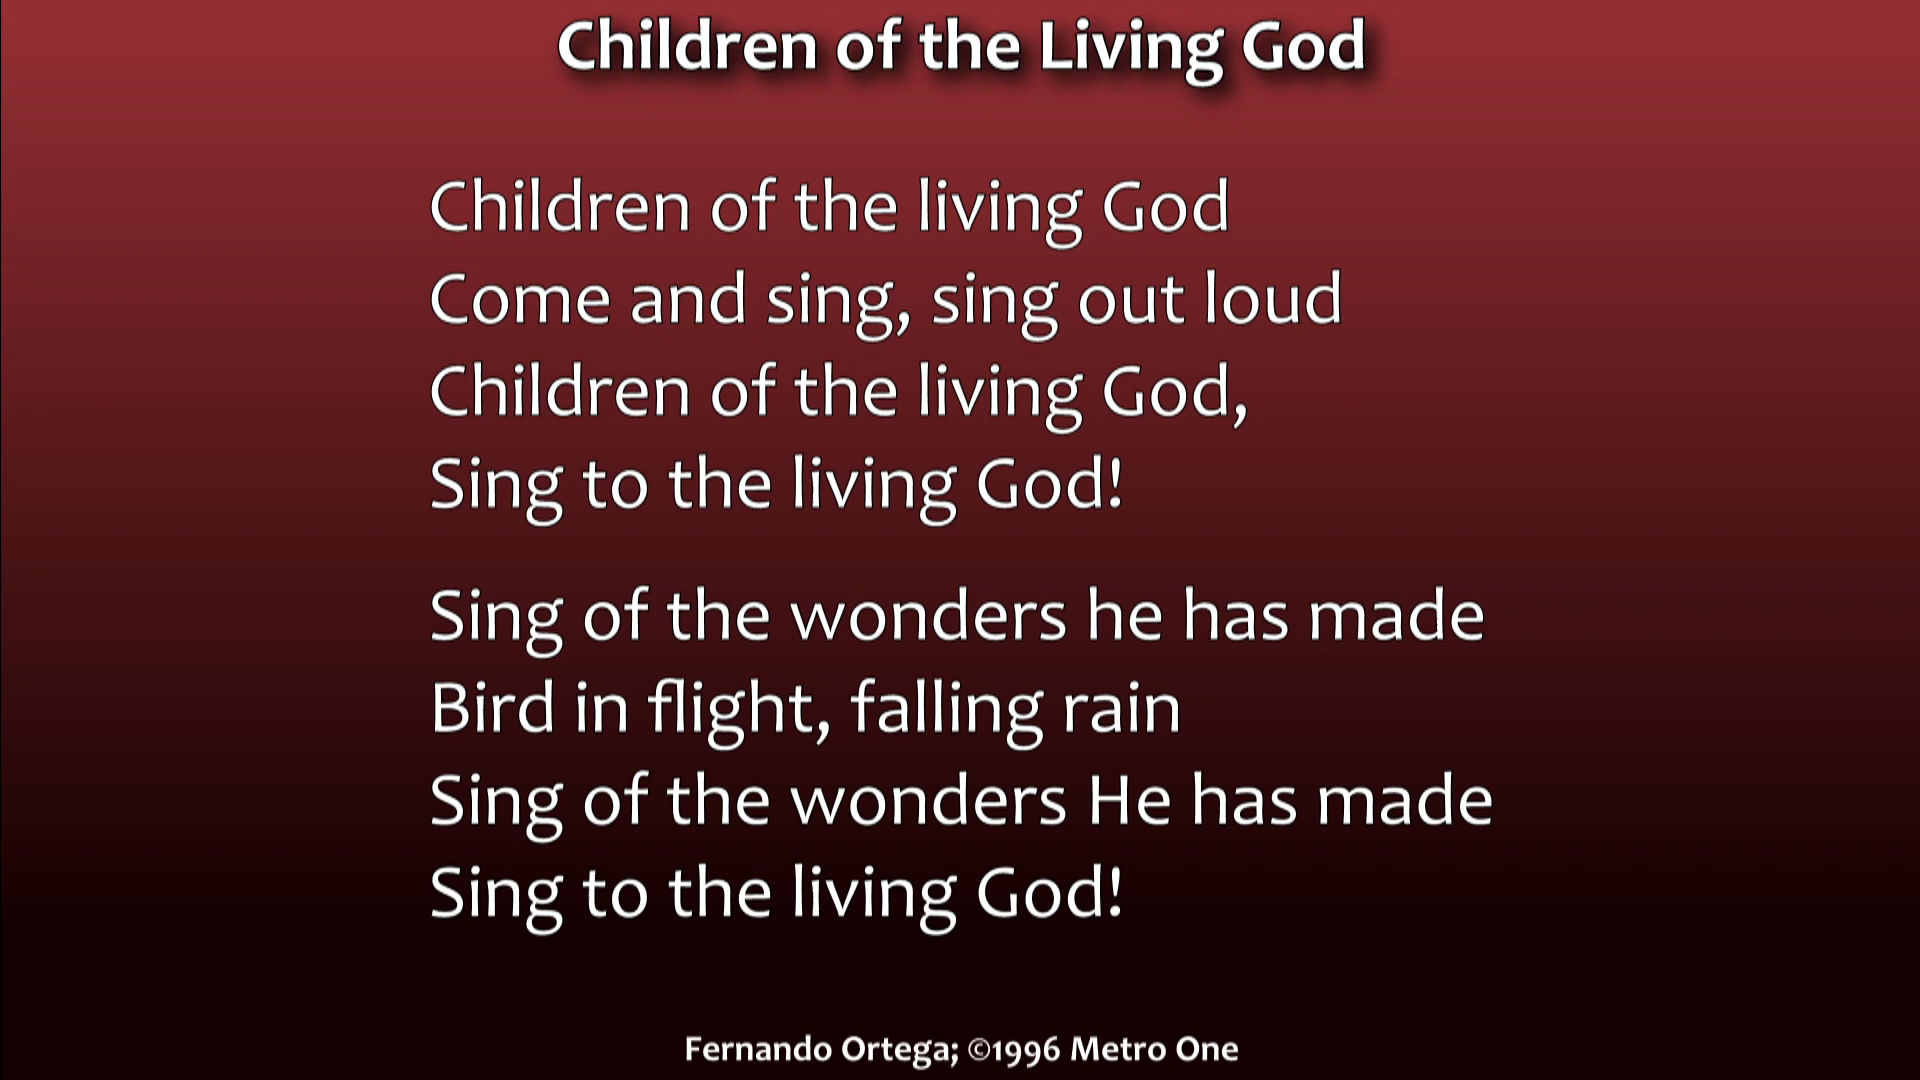 Children of the Living God
Children of the living God
Come and sing, sing out loud
Children of the living God,
Sing to the living God!
Sing of the wonders he has made
Bird in flight, falling rain
Sing of the wonders He has made
Sing to the living God!
Fernando Ortega; ©1996 Metro One